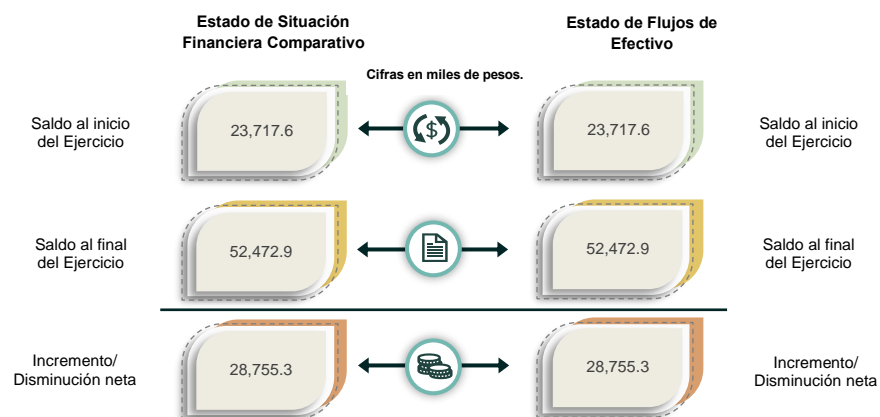 Estado de Situación
Financiera Comparativo
Estado de Flujos de
Efectivo
Cifras en miles de pesos.
Saldo al inicio
del Ejercicio
23,717.6
$
23,717.6
Saldo al inicio
del Ejercicio
Saldo al final
del Ejercicio
52,472.9
52,472.9
Saldo al final
del Ejercicio
Incremento/
Disminución neta
28,755.3
28,755.3
Incremento/
Disminución neta